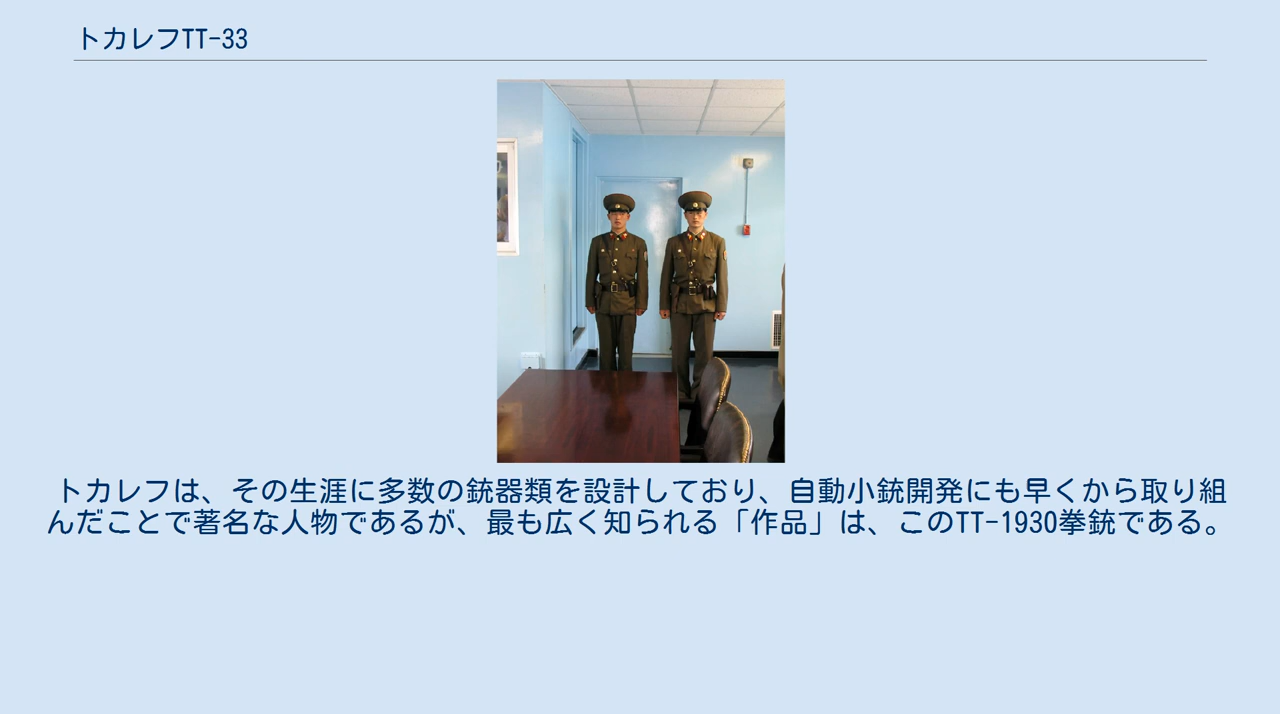 トカレフTT-33
トカレフは、その生涯に多数の銃器類を設計しており、自動小銃開発にも早くから取り組
んだことで著名な人物であるが、最も広く知られる「作品」は、このTT-1930拳銃である。